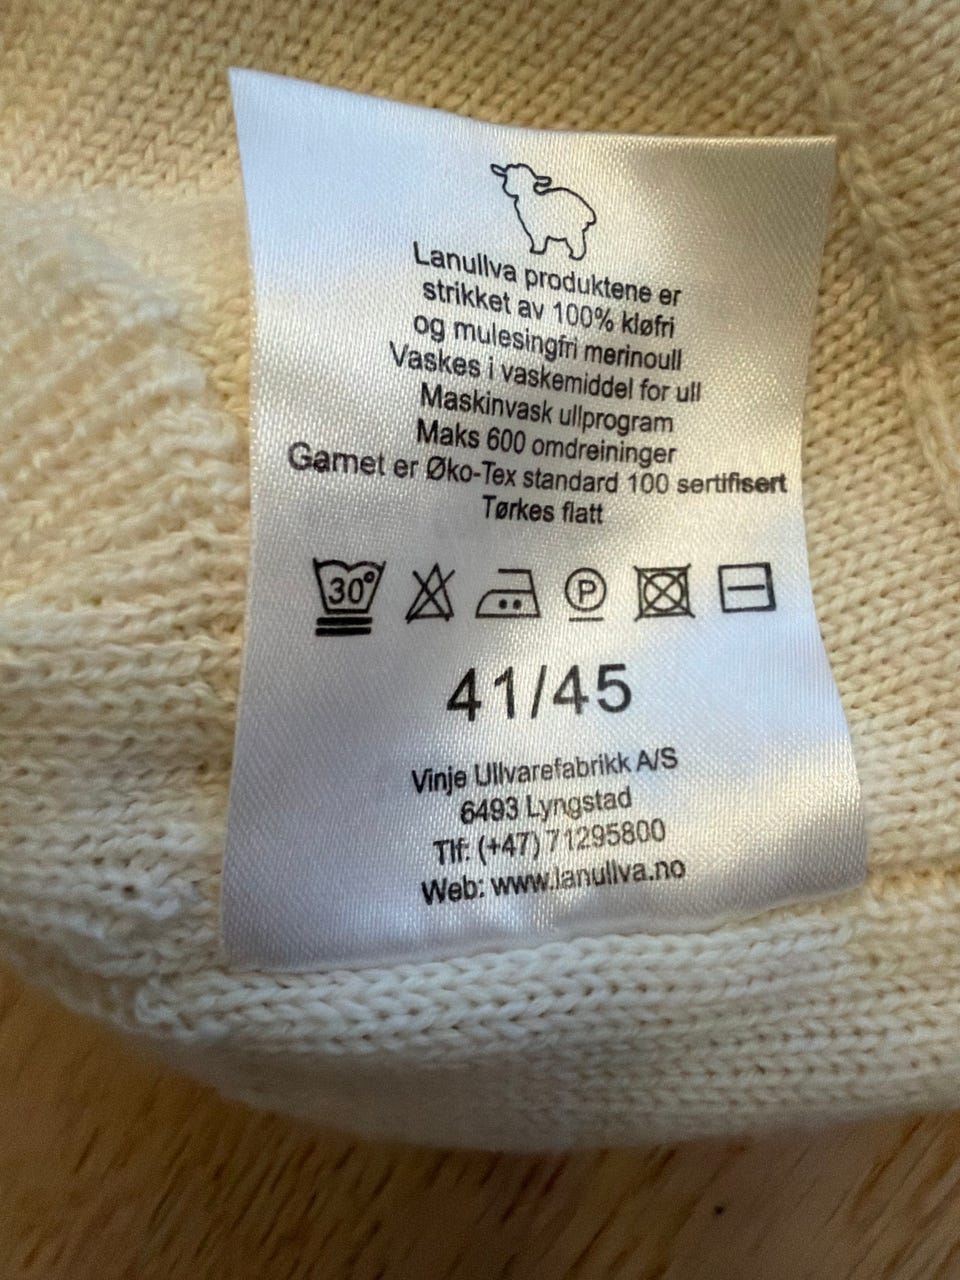 Lanullva produktene er
strikket av 100% kløfri
og mulesingfri merinoull
Vaskes i vaskemiddel for ull
Maskinvask ullprogram
Maks 600 omdreininger
Garnet er Øko-Tex standard 100 sertifisert
Tørkes flatt
30° P
41/45
Vinje Ullvarefabrikk A/S
6493 Lyngstad
Tlf: (+47) 71295800
Web: www.lanullva.no